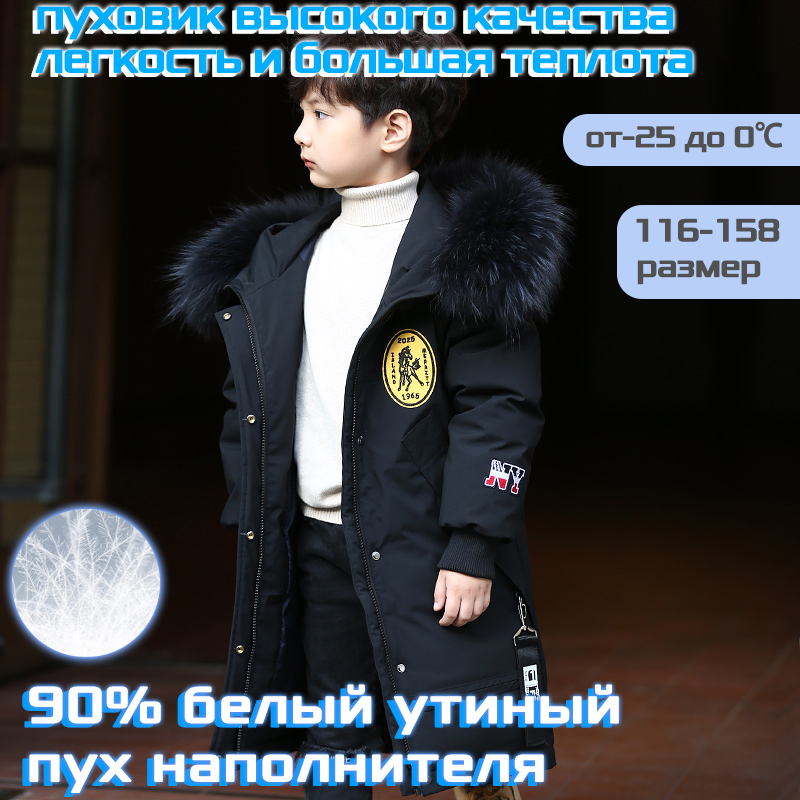 пуховик высокого качества
легкость и большая теплота
от-25 до 0℃
116-158
размер
2025
ISLAND
1965
NY
90% белый утиный
пух наполнителя